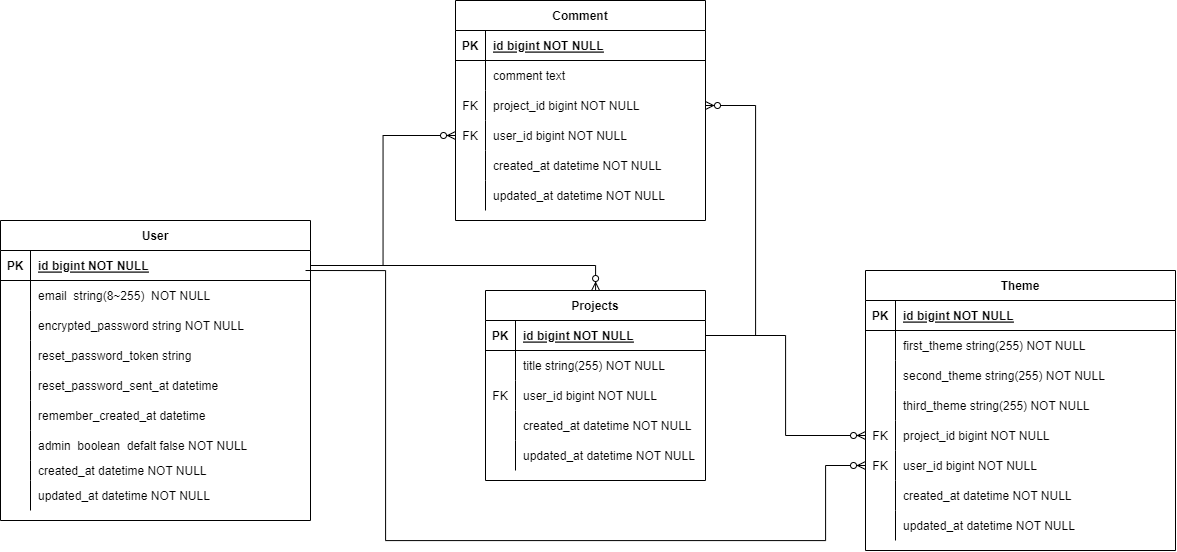 Comment
PK id bigint NOT NULL
comment text
FK project_id bigint NOT NULL
FK user_id bigint NOT NULL
created_at datetime NOT NULL
updated_at datetime NOT NULL
User
PK id bigint NOT NULL
email string(8~255) NOT NULL
encrypted_password string NOT NULL
reset_password_token string
reset_password_sent_at datetime
remember_created_at datetime
admin boolean defalt false NOT NULL
created_at datetime NOT NULL
updated_at datetime NOT NULL
Projects
PK id bigint NOT NULL
title string(255) NOT NULL
FK user_id bigint NOT NULL
created_at datetime NOT NULL
updated_at datetime NOT NULL
Theme
PK id bigint NOT NULL
first_theme string(255) NOT NULL
second_theme string(255) NOT NULL
third_theme string(255) NOT NULL
FK project_id bigint NOT NULL
FK user_id bigint NOT NULL
created_at datetime NOT NULL
updated_at datetime NOT NULL